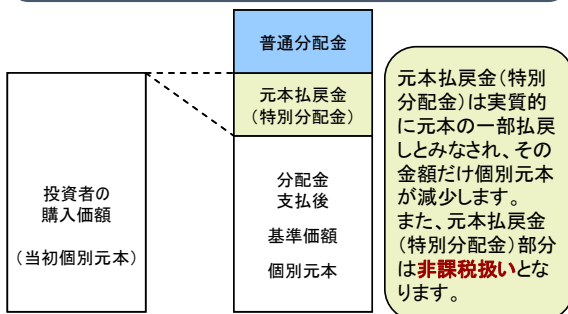 普通分配金
元本払戻金
（特別分配金）
投資者の
購入価額
（当初個別元本）
分配金
支払後
基準価額
個別元本
元本払戻金（特別
分配金）は実質的
に元本の一部払戻
しとみなされ、その
金額だけ個別元本
が減少します。
また、元本払戻金
（特別分配金）部分
は非課税扱いとな
ります。